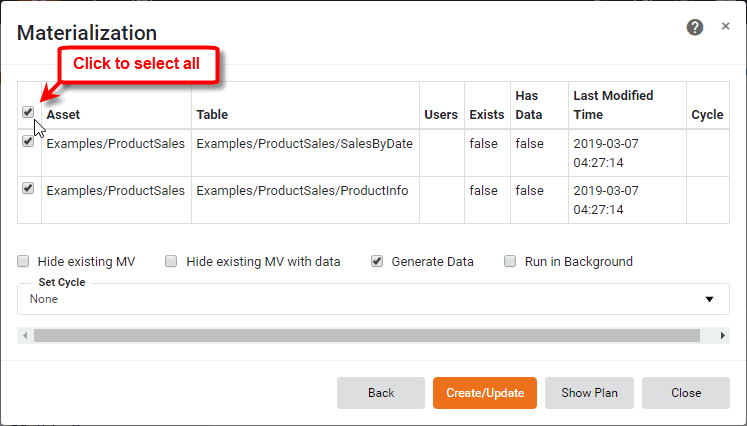 Materialization
? ×
Click to select all
Asset Table Users Exists Has Data Last Modified Time Cycle
Examples/ProductSales Examples/ProductSales/SalesByDate false false 2019-03-07 04:27:14
Examples/ProductSales Examples/ProductSales/ProductInfo false false 2019-03-07 04:27:14
Hide existing MV Hide existing MV with data Generate Data Run in Background
Set Cycle
None
Back Create/Update Show Plan Close